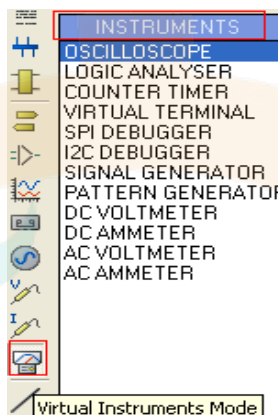 INSTRUMENTS
OSCILLOSCOPE
LOGIC ANALYSER
COUNTER TIMER
VIRTUAL TERMINAL
SPI DEBUGGER
I2C DEBUGGER
SIGNAL GENERATOR
PATTERN GENERATOR
DC VOLTMETER
DC AMMETER
AC VOLTMETER
AC AMMETER
V
I
Virtual Instruments Mode